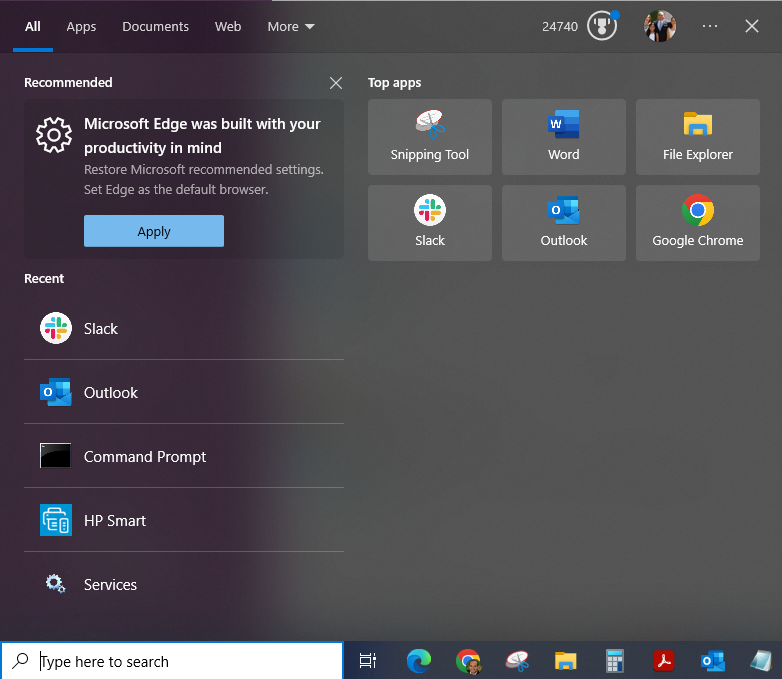 All
Apps
Documents
Web
More
24740
Recommended
Microsoft Edge was built with your
productivity in mind
Restore Microsoft recommended settings.
Set Edge as the default browser.
Apply
Recent
Slack
Outlook
Command Prompt
HP Smart
Services
Top apps
Snipping Tool
Word
File Explorer
Slack
Outlook
Google Chrome
Type here to search